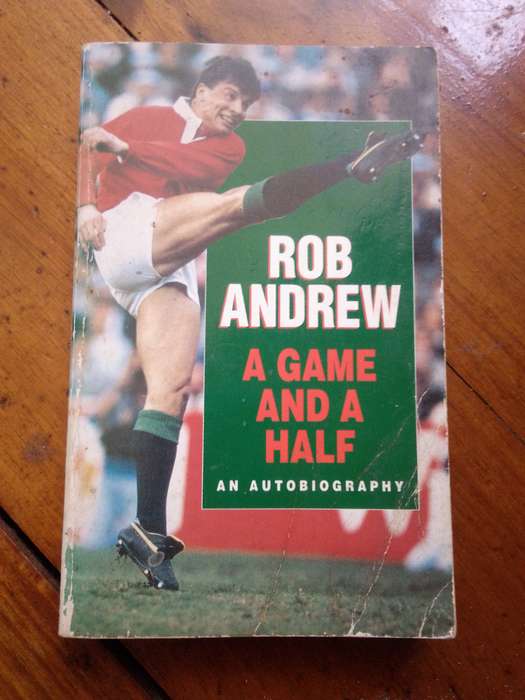 ROB
ANDREW
A GAME
AND A
HALF
AN AUTOBIOGRAPHY